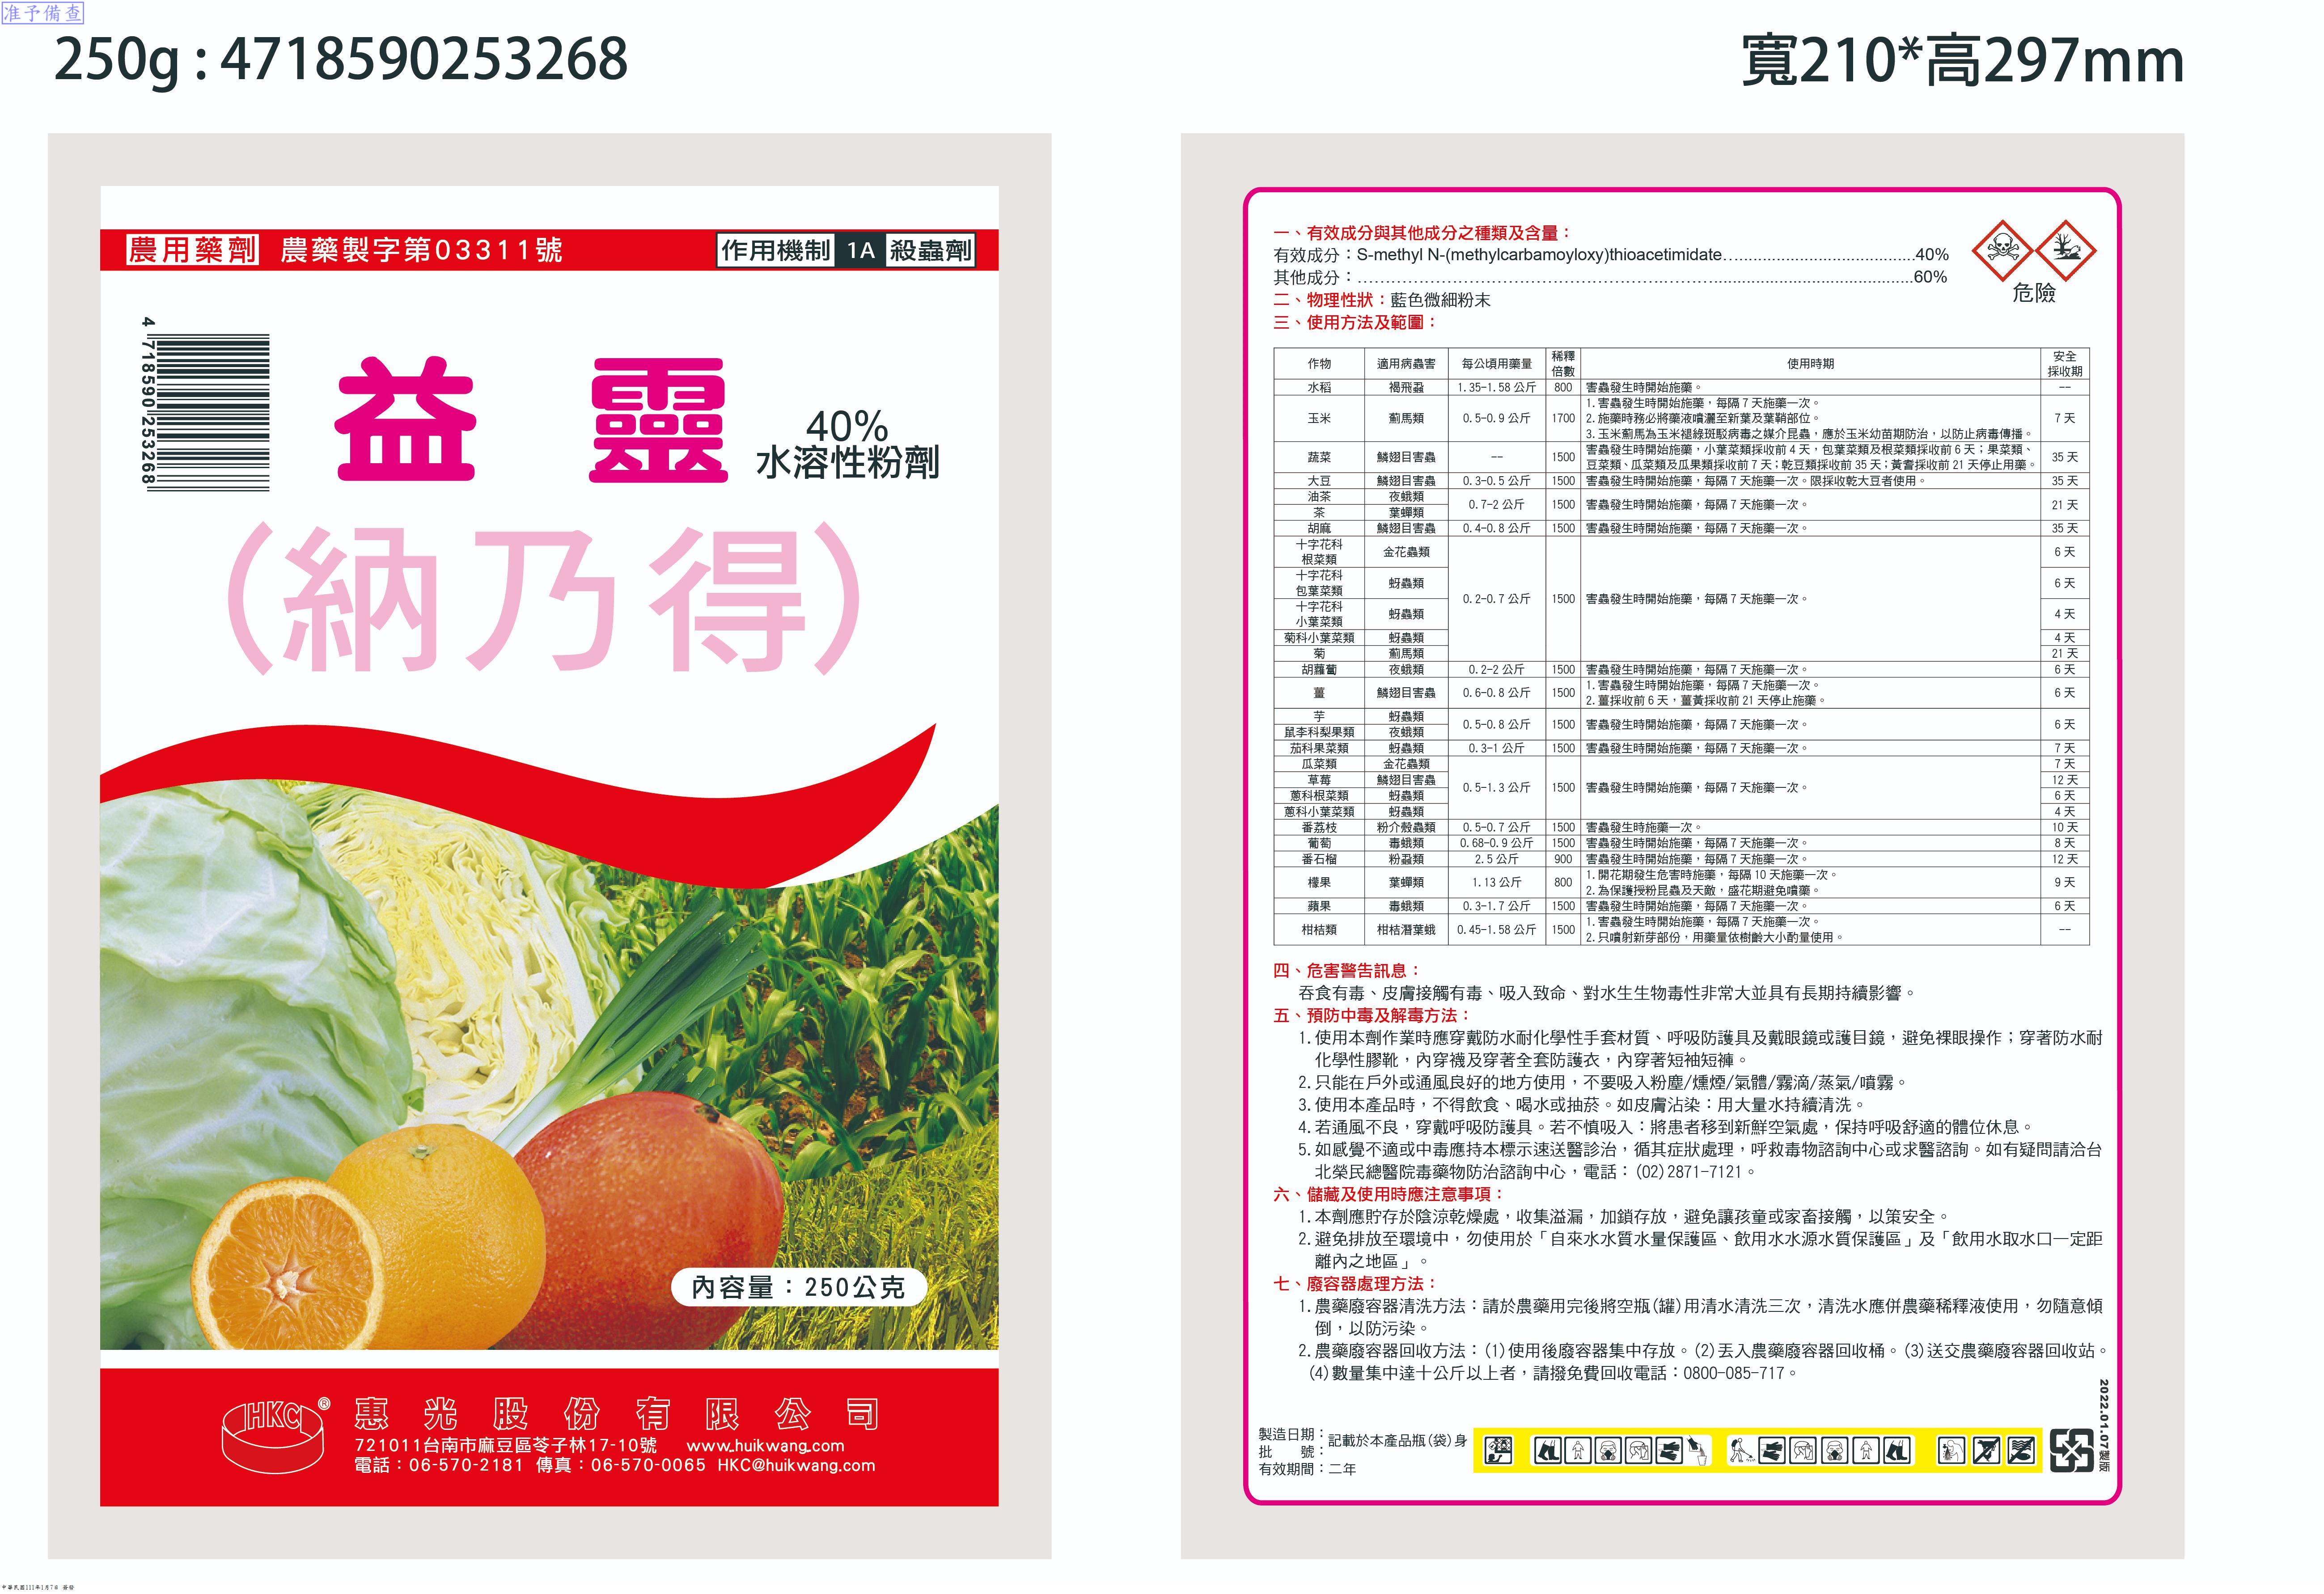 准予備查
250g : 4718590253268
寬210*高297mm
農用藥劑 農藥製字第03311號
作用機制 1A 殺蟲劑
4 718590 253268
益 靈
40%
水溶性粉劑
(納乃得)
內容量：250公克
HKC ®
惠光股份有限公司
721011台南市麻豆區苓子林17-10號 www.huikwang.com
電話：06-570-2181 傳真：06-570-0065 HKC@huikwang.com
一、有效成分與其他成分之種類及含量：
有效成分：S-methyl N-(methylcarbamoyloxy)thioacetimidate……………………………….40%
其他成分：………………………………………………………………………………60%
危險
二、物理性狀：藍色微細粉末
三、使用方法及範圍：
作物 適用病蟲害 每公頃用藥量 稀釋倍數 使用時期 安全採收期
水稻 褐飛蝨 1.35-1.58 公斤 800 害蟲發生時開始施藥。 --
玉米 薊馬類 0.5-0.9 公斤 1700 1.害蟲發生時開始施藥，每隔 7 天施藥一次。 7 天
2.施藥時務必將藥液噴灑至新葉及葉鞘部位。
3.玉米薊馬為玉米褪綠斑駁病毒之媒介昆蟲，應於玉米幼苗期防治，以防止病毒傳播。
蔬菜 鱗翅目害蟲 -- 1500 害蟲發生時開始施藥，小葉菜類採收前 4 天，包葉菜類及根菜類採收前 6 天；果菜類、 35 天
豆菜類、瓜菜類及瓜果類採收前 7 天；乾豆類採收前 35 天；黃耆採收前 21 天停止用藥。
大豆 鱗翅目害蟲 0.3-0.5 公斤 1500 害蟲發生時開始施藥，每隔 7 天施藥一次。限採收乾大豆者使用。 35 天
油茶 夜蛾類 0.7-2 公斤 1500 害蟲發生時開始施藥，每隔 7 天施藥一次。 21 天
茶 葉蟬類
胡麻 鱗翅目害蟲 0.4-0.8 公斤 1500 害蟲發生時開始施藥，每隔 7 天施藥一次。 35 天
十字花科根菜類 金花蟲類 0.2-0.7 公斤 1500 害蟲發生時開始施藥，每隔 7 天施藥一次。 6 天
十字花科包葉菜類 蚜蟲類 6 天
十字花科小葉菜類 蚜蟲類 4 天
菊科小葉菜類 蚜蟲類 4 天
菊 薊馬類 21 天
胡蘿蔔 夜蛾類 0.2-2 公斤 1500 害蟲發生時開始施藥，每隔 7 天施藥一次。 6 天
薑 鱗翅目害蟲 0.6-0.8 公斤 1500 1.害蟲發生時開始施藥，每隔 7 天施藥一次。 6 天
2.薑採收前 6 天，薑黃採收前 21 天停止施藥。
芋 蚜蟲類 0.5-0.8 公斤 1500 害蟲發生時開始施藥，每隔 7 天施藥一次。 6 天
鼠李科梨果類 夜蛾類
茄科果菜類 蚜蟲類 0.3-1 公斤 1500 害蟲發生時開始施藥，每隔 7 天施藥一次。 7 天
瓜菜類 金花蟲類 0.5-1.3 公斤 1500 害蟲發生時開始施藥，每隔 7 天施藥一次。 7 天
草莓 鱗翅目害蟲 12 天
蔥科根菜類 蚜蟲類 6 天
蔥科小葉菜類 蚜蟲類 4 天
番荔枝 粉介殼蟲類 0.5-0.7 公斤 1500 害蟲發生時施藥一次。 10 天
葡萄 毒蛾類 0.68-0.9 公斤 1500 害蟲發生時開始施藥，每隔 7 天施藥一次。 8 天
番石榴 粉蝨類 2.5 公斤 900 害蟲發生時開始施藥，每隔 7 天施藥一次。 12 天
檬果 葉蟬類 1.13 公斤 800 1.開花期發生危害時施藥，每隔 10 天施藥一次。 9 天
2.為保護授粉昆蟲及天敵，盛花期避免噴藥。
蘋果 毒蛾類 0.3-1.7 公斤 1500 害蟲發生時開始施藥，每隔 7 天施藥一次。 6 天
柑桔類 柑桔潛葉蛾 0.45-1.58 公斤 1500 1.害蟲發生時開始施藥，每隔 7 天施藥一次。 --
2.只噴射新芽部份，用藥量依樹齡大小酌量使用。
四、危害警告訊息：
吞食有毒、皮膚接觸有毒、吸入致命、對水生生物毒性非常大並具有長期持續影響。
五、預防中毒及解毒方法：
1.使用本劑作業時應穿戴防水耐化學性手套材質、呼吸防護具及戴眼鏡或護目鏡，避免裸眼操作；穿著防水耐
化學性膠靴，內穿襪及穿著全套防護衣，內穿著短袖短褲。
2.只能在戶外或通風良好的地方使用，不要吸入粉塵/燻煙/氣體/霧滴/蒸氣/噴霧。
3.使用本產品時，不得飲食、喝水或抽菸。如皮膚沾染：用大量水持續清洗。
4.若通風不良，穿戴呼吸防護具。若不慎吸入：將患者移到新鮮空氣處，保持呼吸舒適的體位休息。
5.如感覺不適或中毒應持本標示速送醫診治，循其症狀處理，呼救毒物諮詢中心或求醫諮詢。如有疑問請洽台
北榮民總醫院毒藥物防治諮詢中心，電話：(02)2871-7121。
六、儲藏及使用時應注意事項：
1.本劑應貯存於陰涼乾燥處，收集溢漏，加鎖存放，避免讓孩童或家畜接觸，以策安全。
2.避免排放至環境中，勿使用於「自來水水質水量保護區、飲用水水源水質保護區」及「飲用水取水口一定距
離內之地區」。
七、廢容器處理方法：
1.農藥廢容器清洗方法：請於農藥用完後將空瓶(罐)用清水清洗三次，清洗水應併農藥稀釋液使用，勿隨意傾
倒，以防污染。
2.農藥廢容器回收方法：(1)使用後廢容器集中存放。(2)丟入農藥廢容器回收桶。(3)送交農藥廢容器回收站。
(4)數量集中達十公斤以上者，請撥免費回收電話：0800-085-717。
製造日期：記載於本產品瓶(袋)身
批 號：
有效期間：二年
2022.01.07製版
中華民國111年1月7日 簽發